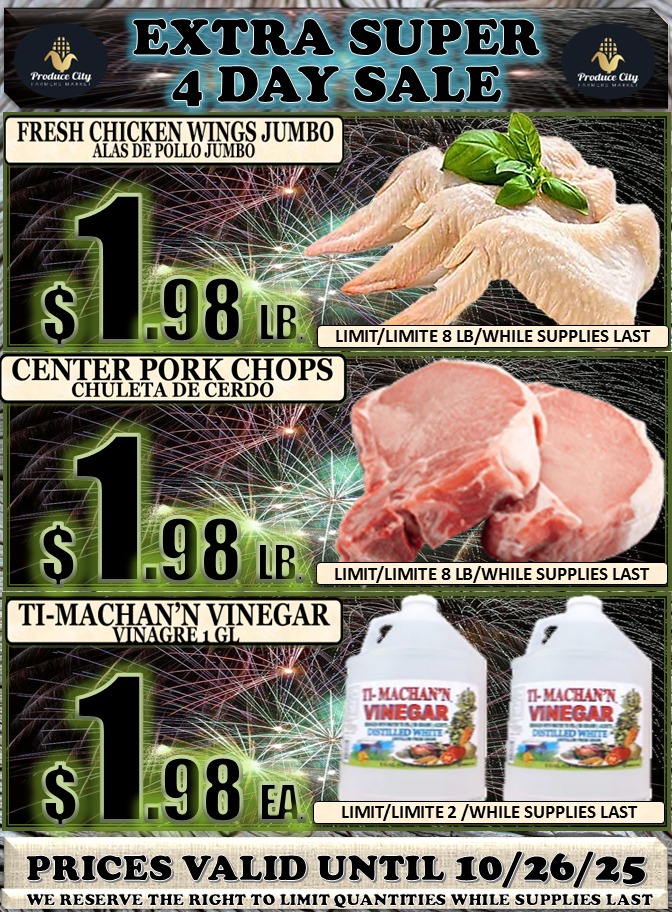 EXTRA SUPER
4 DAY SALE
Produce City
FARMERS MARKET
Produce City
FARMERS MARKET
FRESH CHICKEN WINGS JUMBO
ALAS DE POLLO JUMBO
$1.98 LB.
LIMIT/LIMITE 8 LB/WHILE SUPPLIES LAST
CENTER PORK CHOPS
CHULETA DE CERDO
$1.98 LB.
LIMIT/LIMITE 8 LB/WHILE SUPPLIES LAST
TI-MACHAN'N VINEGAR
VINAGRE 1 GL
$1.98 EA.
TI- MACHAN'N
VINEGAR
DISTILLED WHITE
TI- MACHAN'N
VINEGAR
DISTILLED WHITE
LIMIT/LIMITE 2 /WHILE SUPPLIES LAST
PRICES VALID UNTIL 10/26/25
WE RESERVE THE RIGHT TO LIMIT QUANTITIES WHILE SUPPLIES LAST